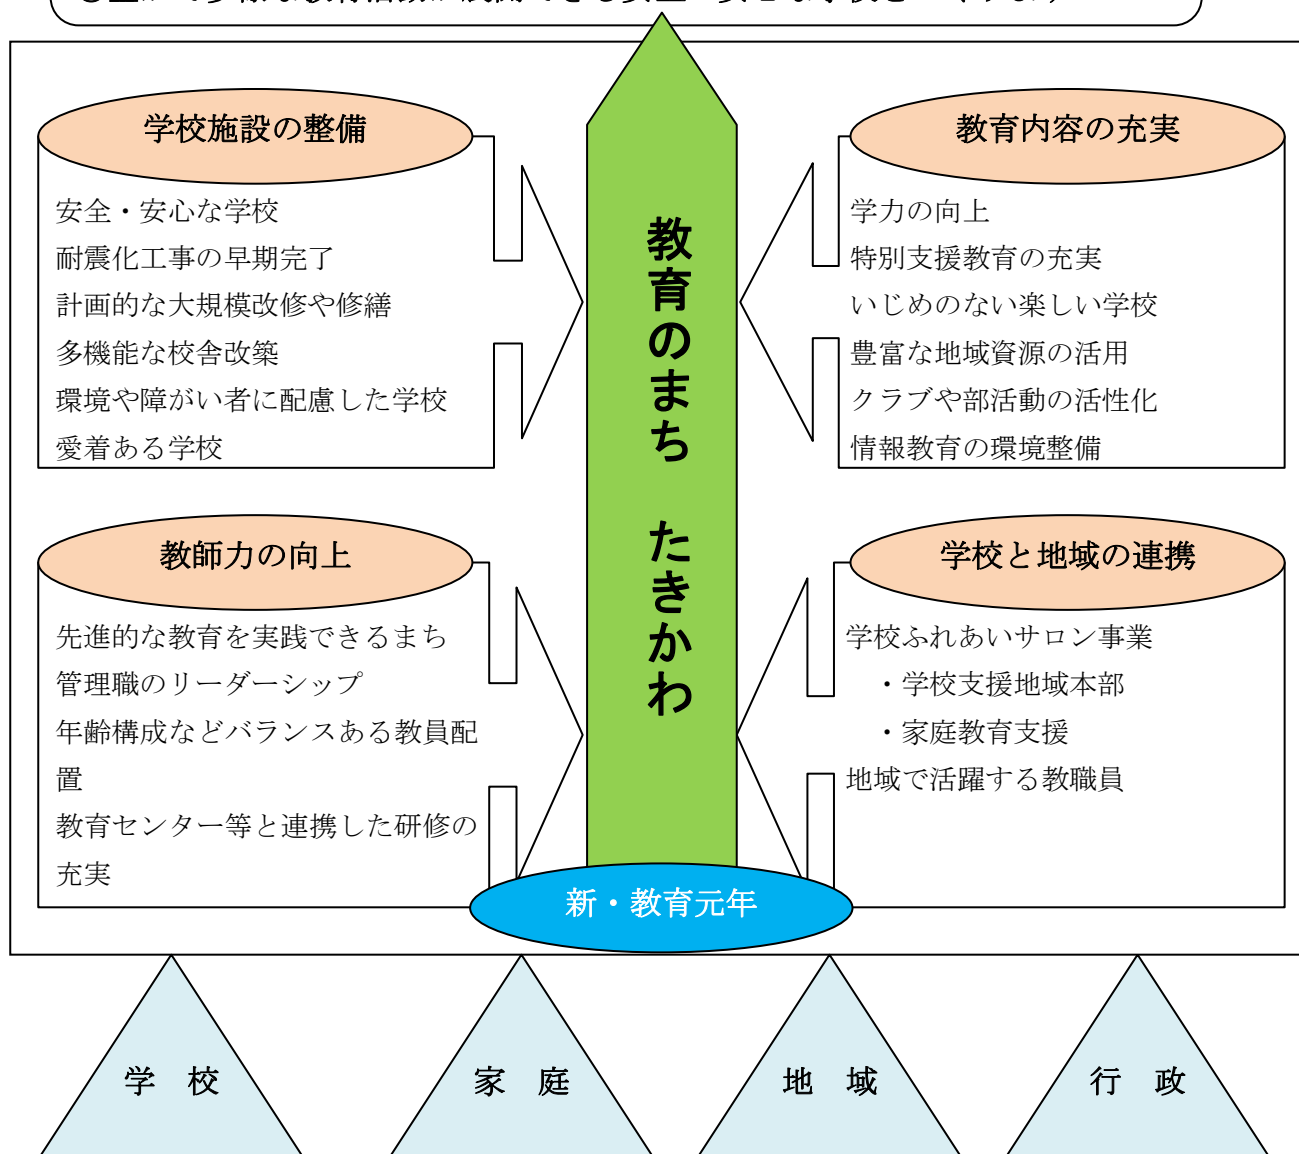 学校施設の整備
安全・安心な学校
耐震化工事の早期完了
計画的な大規模改修や修繕
多機能な校舎改築
環境や障がい者に配慮した学校
愛着ある学校
教育内容の充実
学力の向上
特別支援教育の充実
いじめのない楽しい学校
豊富な地域資源の活用
クラブや部活動の活性化
情報教育の環境整備
教育のまち　たきかわ
教師力の向上
先進的な教育を実践できるまち
管理職のリーダーシップ
年齢構成などバランスある教員配
置
教育センター等と連携した研修の
充実
学校と地域の連携
学校ふれあいサロン事業
・学校支援地域本部
・家庭教育支援
地域で活躍する教職員
新・教育元年
学　校
家　庭
地　域
行　政